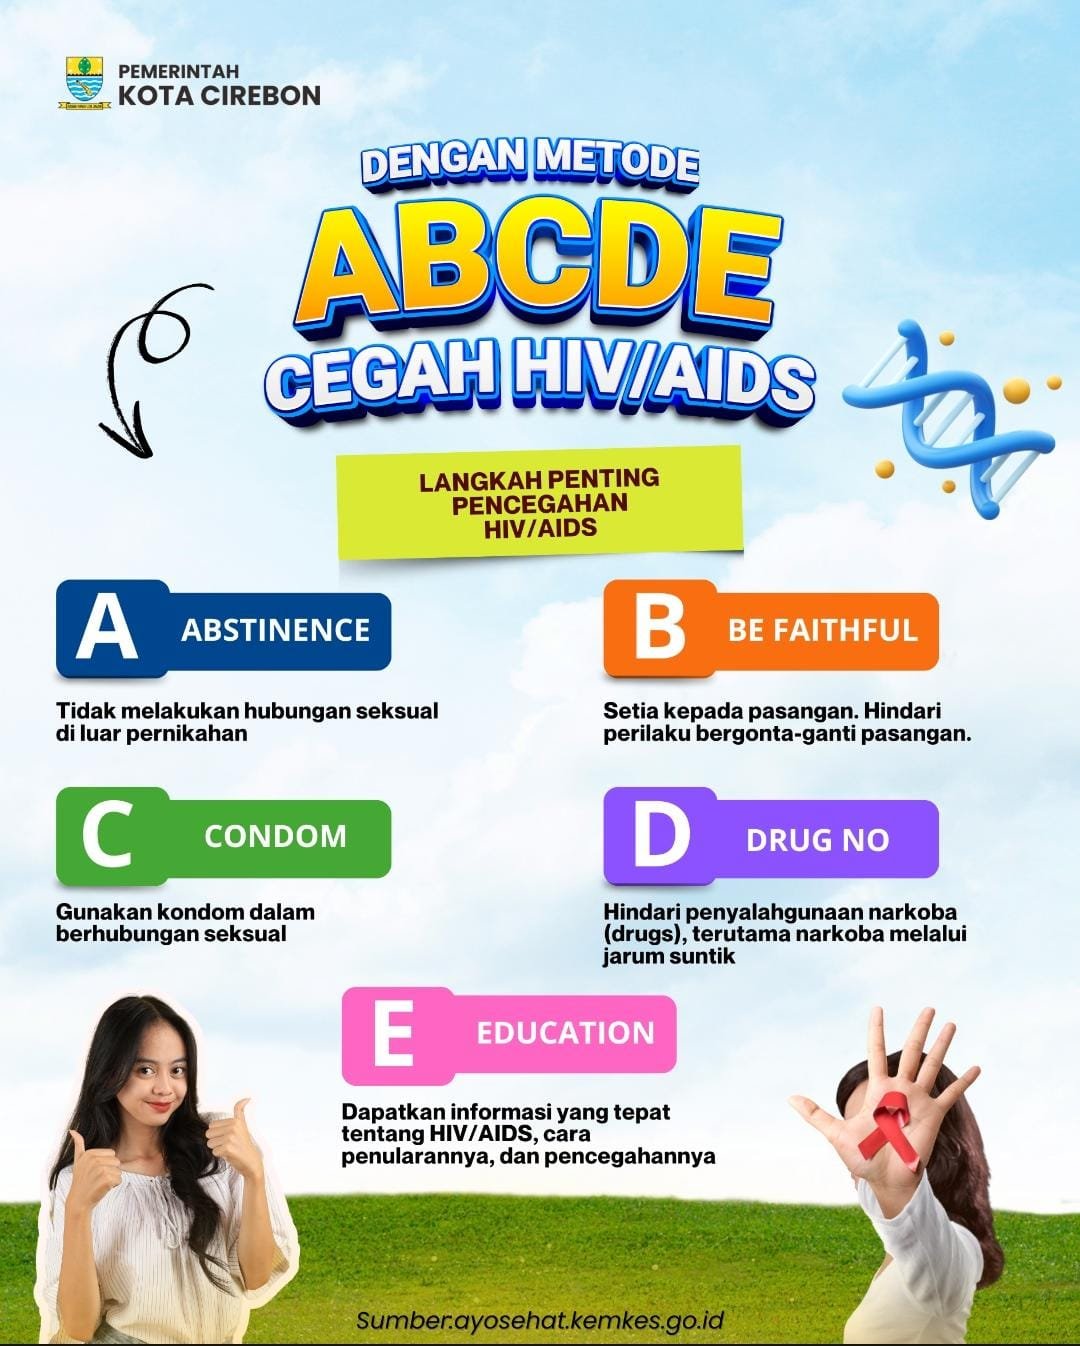 PEMERINTAH
KOTA CIREBON
DENGAN METODE
ABCDE
CEGAH HIV/AIDS
LANGKAH PENTING
PENCEGAHAN
HIV/AIDS
A ABSTINENCE
Tidak melakukan hubungan seksual
di luar pernikahan
B BE FAITHFUL
Setia kepada pasangan. Hindari
perilaku bergonta-ganti pasangan.
C CONDOM
Gunakan kondom dalam
berhubungan seksual
D DRUG NO
Hindari penyalahgunaan narkoba
(drugs), terutama narkoba melalui
jarum suntik
E EDUCATION
Dapatkan informasi yang tepat
tentang HIV/AIDS, cara
penularannya, dan pencegahannya
Sumber:ayosehat.kemkes.go.id